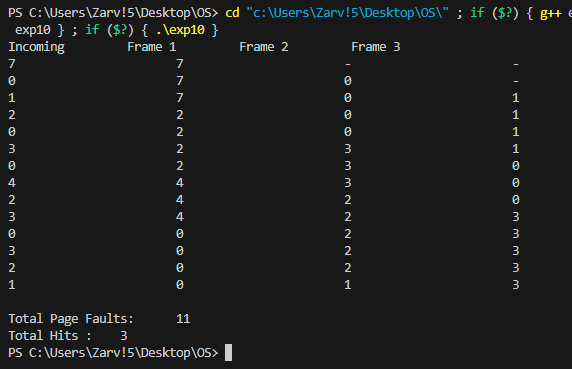 PS C:\Users\Zarv!5\Desktop\OS> cd "c:\Users\Zarv!5\Desktop\OS\" ; if ($?) { g++ e
exp10 } ; if ($?) { .\exp10 }
Incoming Frame 1 Frame 2 Frame 3
7 7 - -
0 7 0 -
1 7 0 1
2 2 0 1
0 2 0 1
3 2 3 1
0 2 3 0
4 4 3 0
2 4 2 0
3 4 2 3
0 0 2 3
3 0 2 3
2 0 2 3
1 0 1 3
Total Page Faults: 11
Total Hits : 3
PS C:\Users\Zarv!5\Desktop\OS>